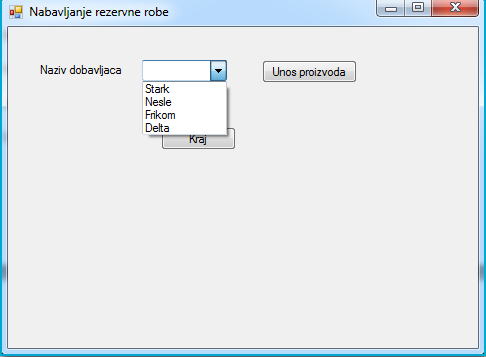 Nabavljanje rezervne robe
Naziv dobavljaca
Unos proizvoda
Stark
Nesle
Frikom
Delta
Kraj